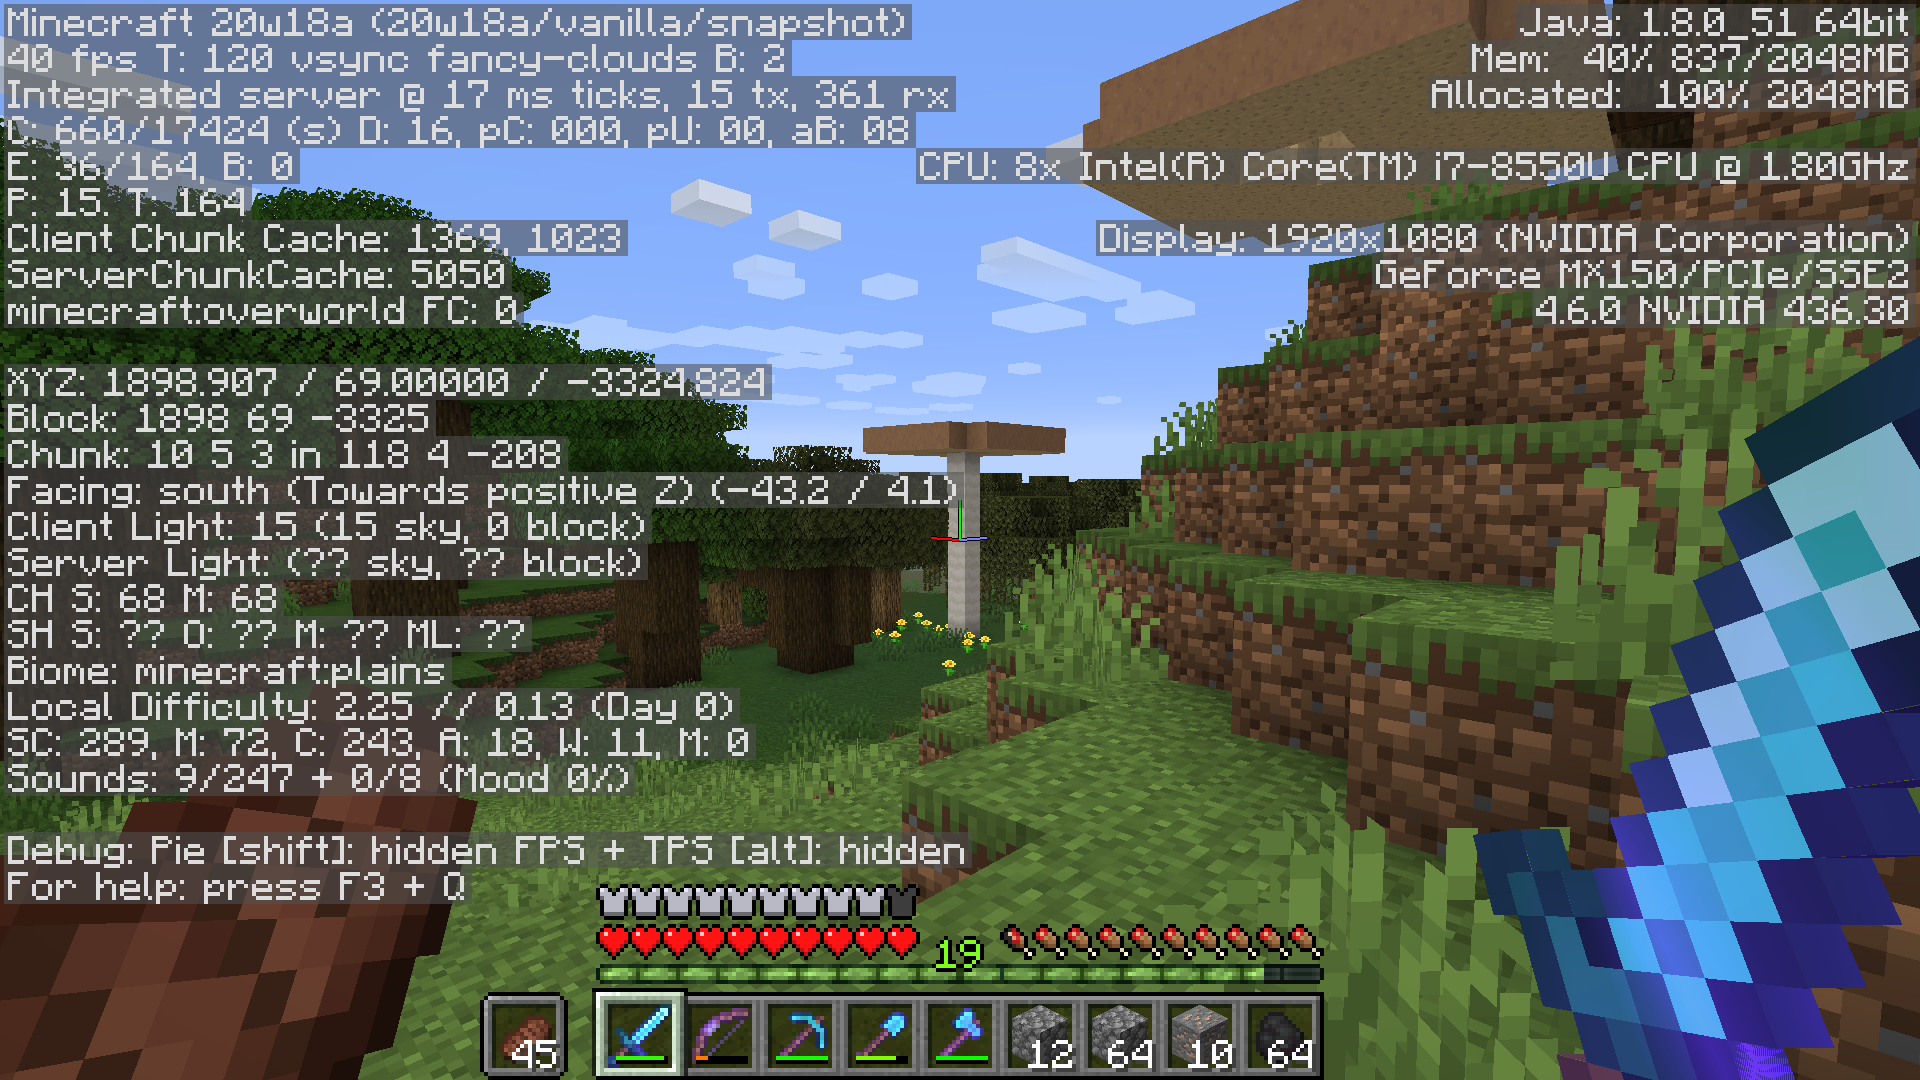 Minecraft 20w18a (20w18a/vanilla/snapshot)
40 fps T: 120 vsync fancy-clouds B: 2
Integrated server @ 17 ms ticks, 15 tx, 361 rx
C: 660/17424 (s) D: 16, pC: 000, pU: 00, aB: 08
E: 36/164, B: 0
P: 15. T: 164
Client Chunk Cache: 1369, 1023
ServerChunkCache: 5050
minecraft:overworld FC: 0
XYZ: 1898.907 / 69.00000 / -3324.824
Block: 1898 69 -3325
Chunk: 10 5 3 in 118 4 -208
Facing: south (Towards positive Z) (-43.2 / 4.1)
Client Light: 15 (15 sky, 0 block)
Server Light: (?? sky, ?? block)
CH S: 68 M: 68
SH S: ?? O: ?? M: ?? ML: ??
Biome: minecraft:plains
Local Difficulty: 2.25 // 0.13 (Day 0)
SC: 289, M: 72, C: 243, A: 18, W: 11, M: 0
Sounds: 9/247 + 0/8 (Mood 0%)
Debug: Pie [shift]: hidden FPS + TPS [alt]: hidden
For help: press F3 + Q
Java: 1.8.0_51 64bit
Mem: 40% 837/2048MB
Allocated: 100% 2048MB
CPU: 8x Intel(R) Core(TM) i7-8550U CPU @ 1.80GHz
Display: 1920x1080 (NVIDIA Corporation)
GeForce MX150/PCIe/SSE2
4.6.0 NVIDIA 436.30
19
45
12
64
10
64